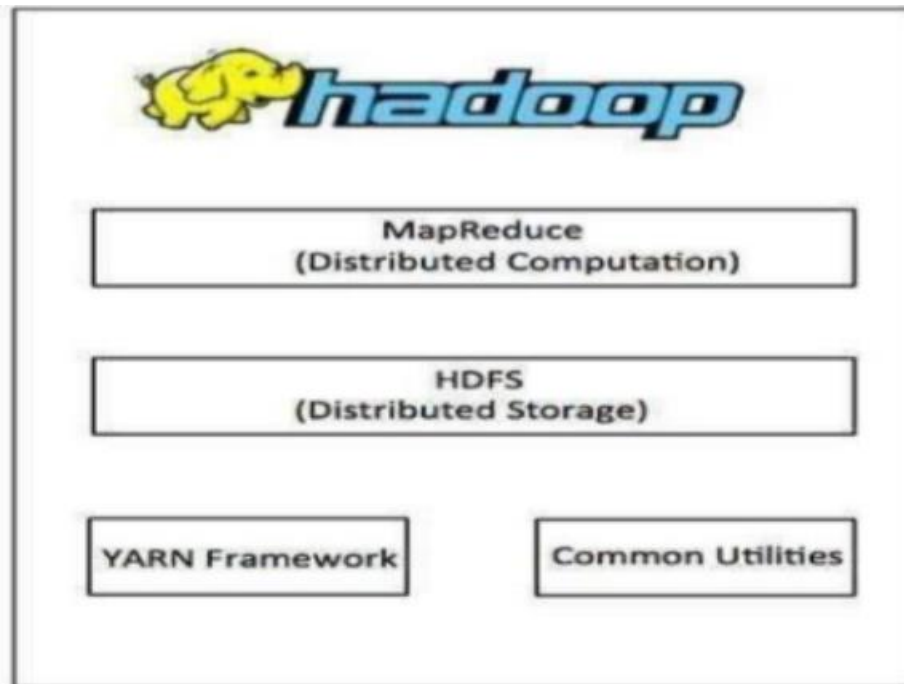 hadoop
MapReduce
(Distributed Computation)
HDFS
(Distributed Storage)
YARN Framework
Common Utilities